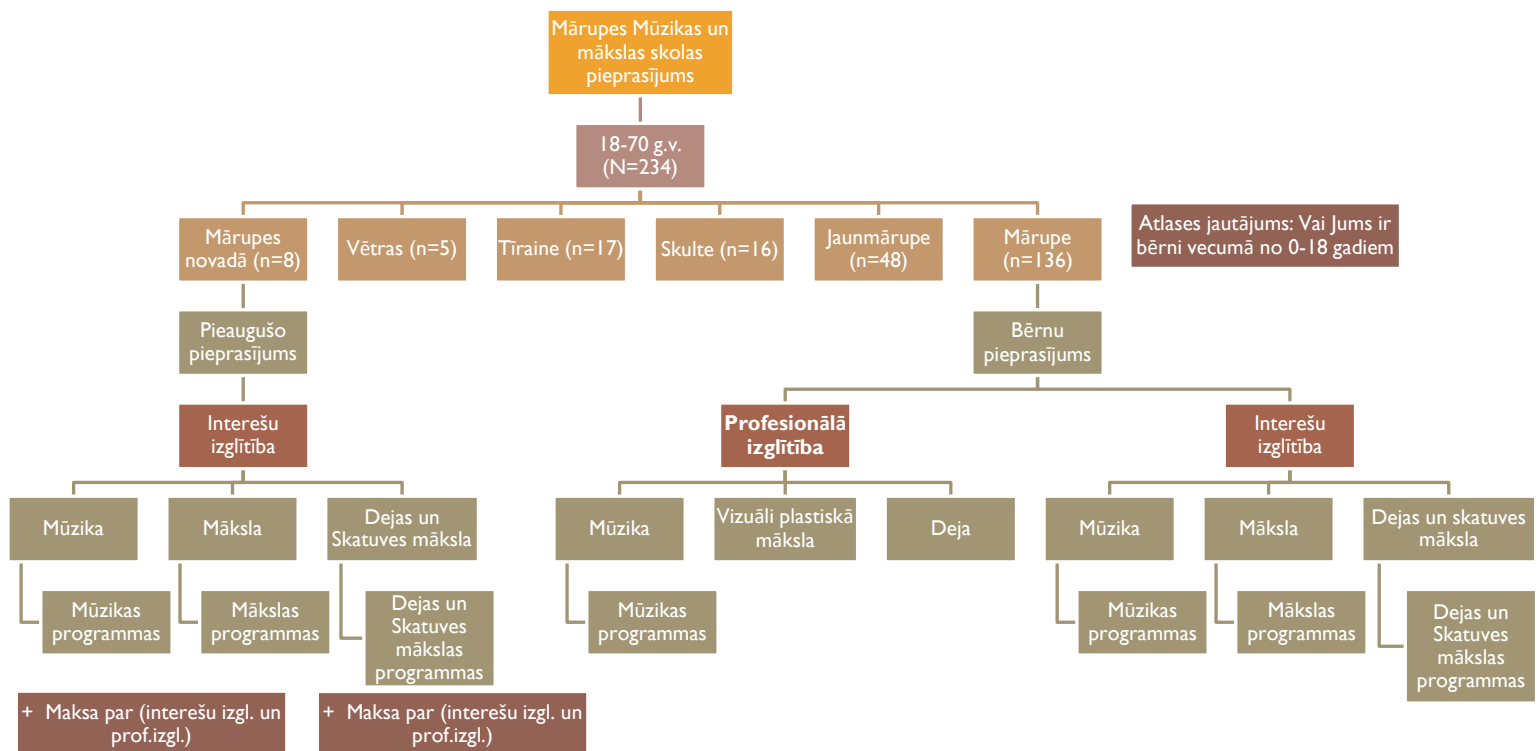 Mārupes Mūzikas un
mākslas skolas
pieprasījums
18-70 g.v.
(N=234)
Mārupes
novadā (n=8)
Vētras (n=5)
Tīraine (n=17)
Skulte (n=16)
Jaunmārupe
(n=48)
Mārupe
(n=136)
Atlases jautājums: Vai Jums ir
bērni vecumā no 0-18 gadiem
Pieaugušo
pieprasījums
Bērnu
pieprasījums
Interešu
izglītība
Profesionālā
izglītība
Interešu
izglītība
Mūzika
Māksla
Dejas un
Skatuves māksla
Mūzika
Vizuāli plastiskā
māksla
Deja
Mūzika
Māksla
Dejas un skatuves
māksla
Mūzikas
programmas
Mākslas
programmas
Dejas un
Skatuves
mākslas
programmas
Mūzikas
programmas
Mūzikas
programmas
Mākslas
programmas
Dejas un
Skatuves
mākslas
programmas
+ Maksa par (interešu izgl. un
prof.izgl.)
+ Maksa par (interešu izgl. un
prof.izgl.)